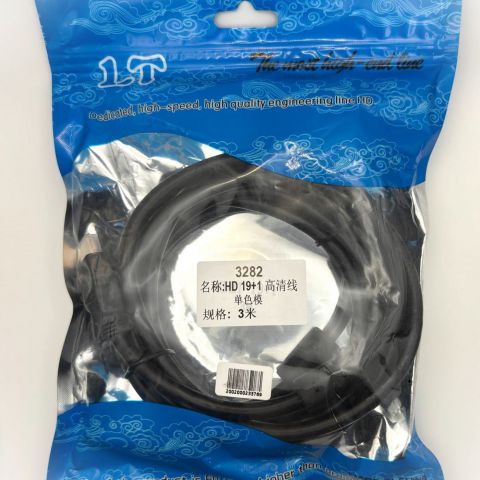 LT
The most high-end line
Dedicated, high-speed, high quality engineering line HD.
3282
名称:HD 19+1 高清线
单色模
规格: 3米
2002000233769